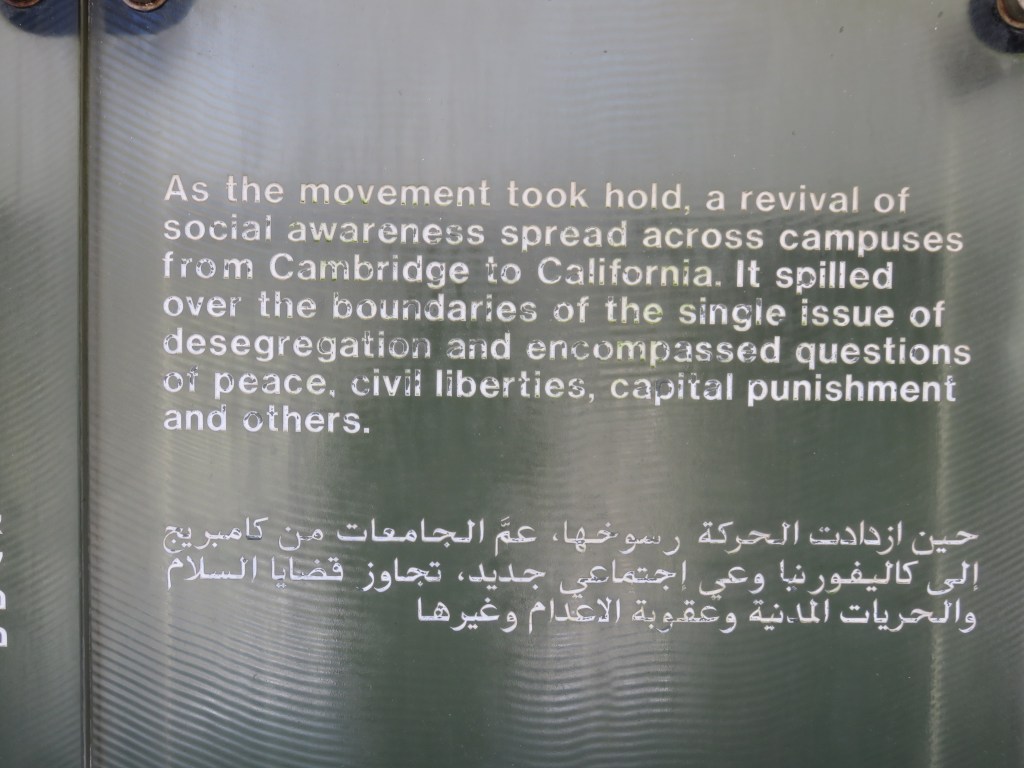 As the movement took hold, a revival of
social awareness spread across campuses
from Cambridge to California. It spilled
over the boundaries of the single issue of
desegregation and encompassed questions
of peace, civil liberties, capital punishment
and others.
حين ازدادت الحركة رسوخها، عمَّ الجامعات من كامبريج
إلى كاليفورنيا وعي إجتماعي جديد، تجاوز قضايا السلام
والحريات المدنية وعقوبة الاعدام وغيرها